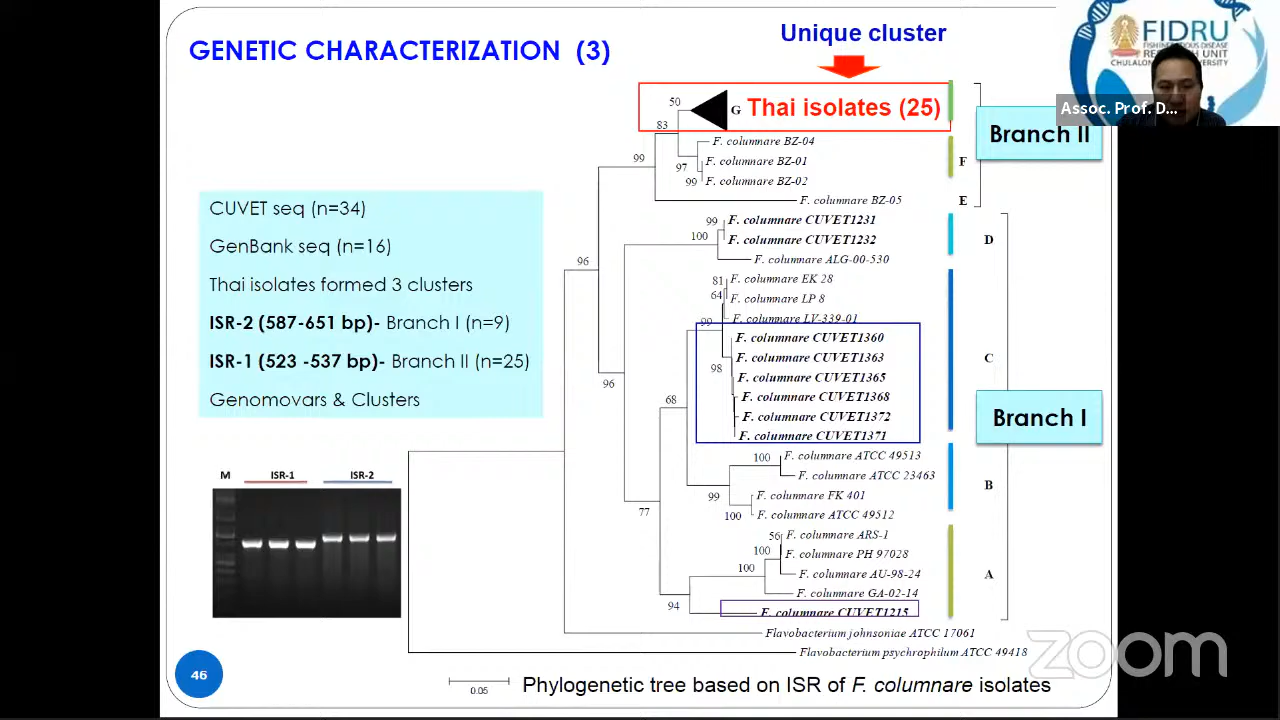 GENETIC CHARACTERIZATION (3)
Unique cluster
FIDRU
CHULALON
Assoc. Prof. D...
50
G Thai isolates (25)
Branch II
83
F. columnare BZ-04
99
97
F. columnare BZ-01
F
99
F. columnare BZ-02
F. columnare BZ-05
E
CUVET seq (n=34)
GenBank seq (n=16)
Thai isolates formed 3 clusters
ISR-2 (587-651 bp)- Branch I (n=9)
ISR-1 (523 -537 bp)- Branch II (n=25)
Genomovars & Clusters
99
F. columnare CUVET1231
100
F. columnare CUVET1232
D
F. columnare ALG-00-530
96
81
F. columnare EK 28
64
F. columnare LP 8
99
F. columnare LV-339-01
F. columnare CUVET1360
F. columnare CUVET1363
C
98
F. columnare CUVET1365
96
F. columnare CUVET1368
68
F. columnare CUVET1372
Branch I
F. columnare CUVET1371
100
F. columnare ATCC 49513
F. columnare ATCC 23463
B
99
F. columnare FK 401
77
100
F. columnare ATCC 49512
56
F. columnare ARS-1
100
F. columnare PH 97028
100
F. columnare AU-98-24
A
F. columnare GA-02-14
94
F. columnare CUVET1215
Flavobacterium johnsoniae ATCC 17061
Flavobacterium psychrophilum ATCC 49418
M ISR-1 ISR-2
zoom
46
0.05
Phylogenetic tree based on ISR of F. columnare isolates